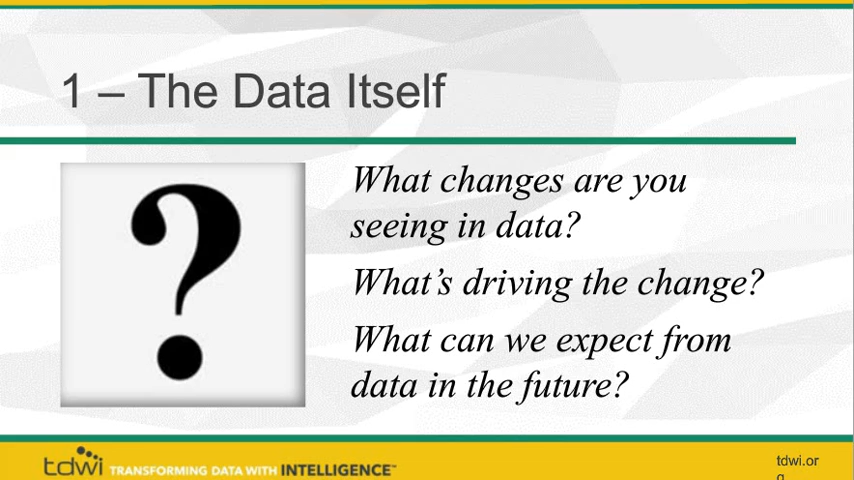 1 – The Data Itself
What changes are you
seeing in data?
What's driving the change?
What can we expect from
data in the future?
tdwi TRANSFORMING DATA WITH INTELLIGENCE™
tdwi.or
g